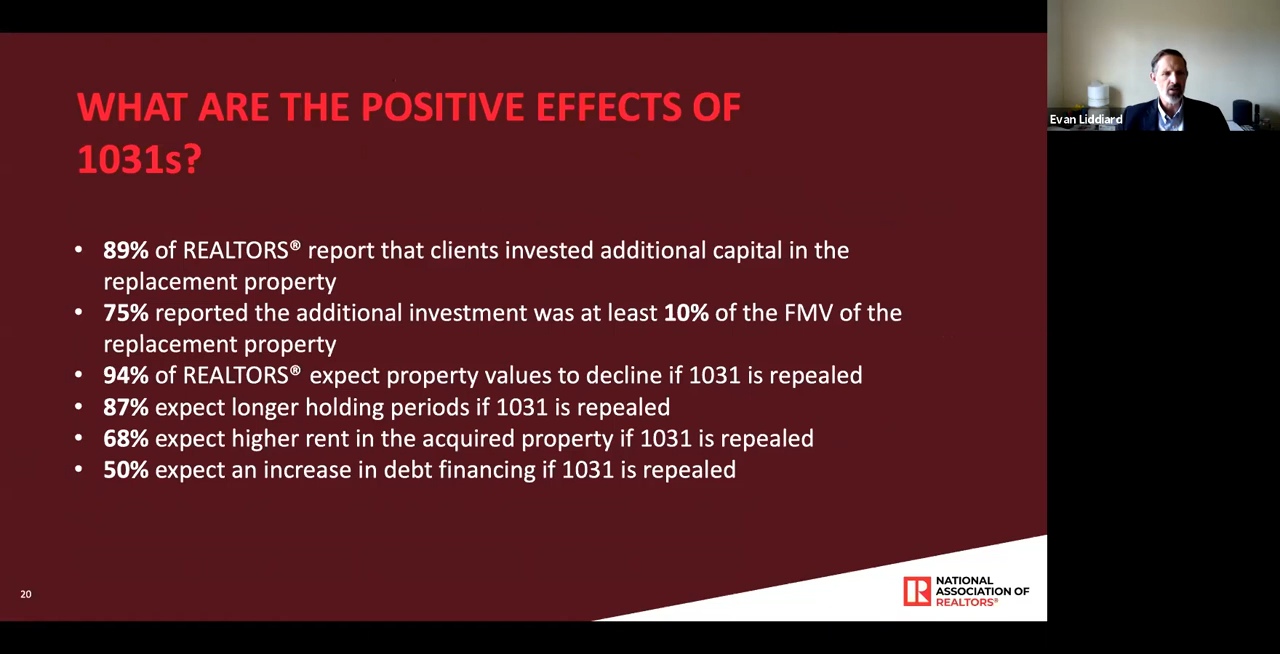 WHAT ARE THE POSITIVE EFFECTS OF
1031s?
Evan Liddiard
• 89% of REALTORS® report that clients invested additional capital in the
replacement property
• 75% reported the additional investment was at least 10% of the FMV of the
replacement property
• 94% of REALTORS® expect property values to decline if 1031 is repealed
• 87% expect longer holding periods if 1031 is repealed
• 68% expect higher rent in the acquired property if 1031 is repealed
• 50% expect an increase in debt financing if 1031 is repealed
20
R
NATIONAL
ASSOCIATION OF
REALTORS®